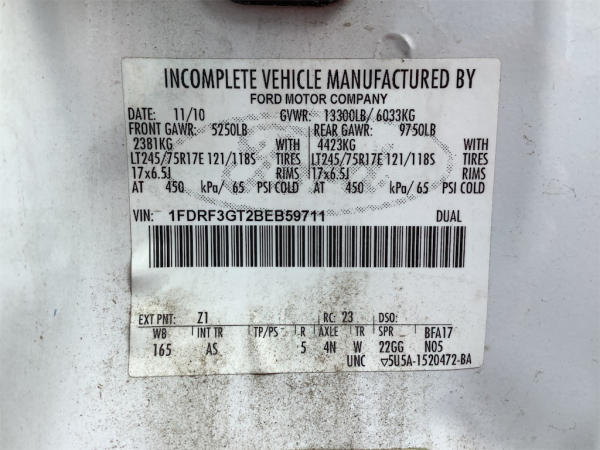 INCOMPLETE VEHICLE MANUFACTURED BY
FORD MOTOR COMPANY
DATE: 11/10 GVWR: 13300LB/ 6033KG
FRONT GAWR: 5250LB REAR GAWR: 9750LB
2381KG WITH 4423KG WITH
LT245/75R17E 121/118S TIRES LT245/75R17E 121/118S TIRES
17x6.5J RIMS 17x6.5J RIMS
AT 450 kPa/ 65 PSI COLD AT 450 kPa/ 65 PSI COLD
VIN: 1FDRF3GT2BEB59711 DUAL
EXT PNT: Z1 RC: 23 DSO:
WB INT TR TP/PS R AXLE TR SPR BFA17
165 AS 5 4N W 22GG N05
UNC ▽5U5A-1520472-BA